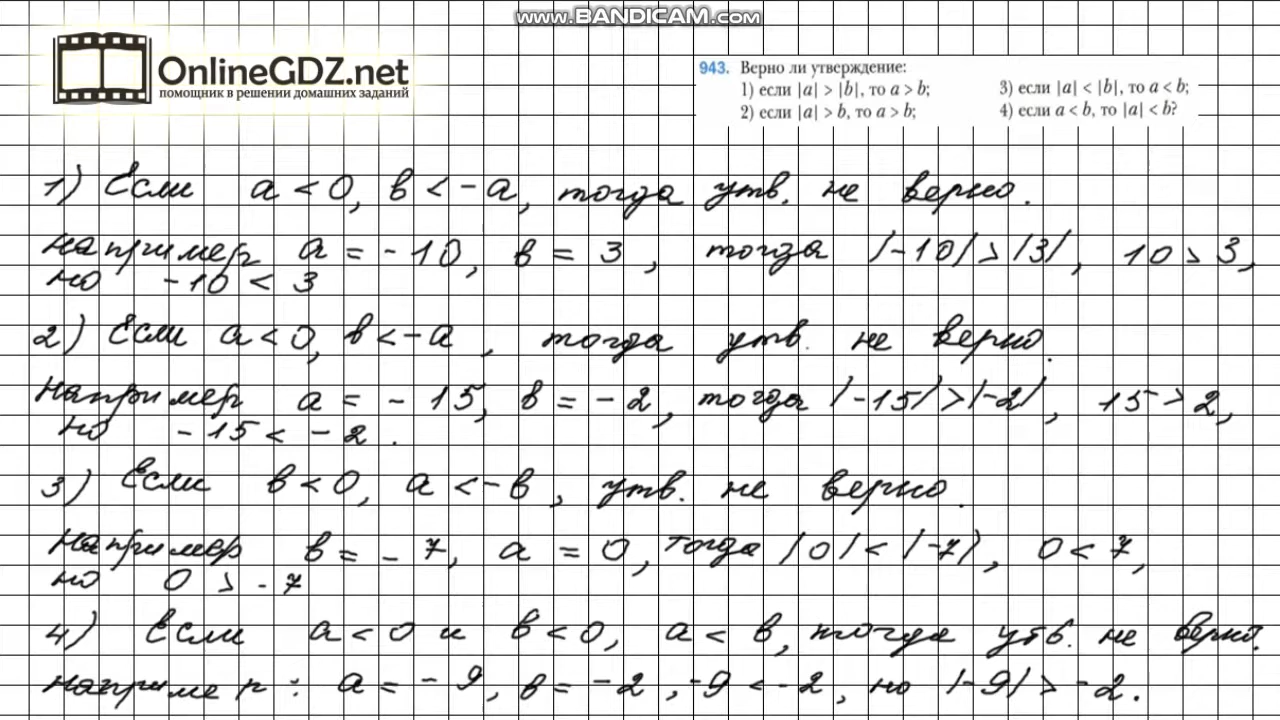 www.BANDICAM.com
OnlineGDZ.net
помощник в решении домашних заданий
943. Верно ли утверждение:
1) если |a| > |b|, то a > b;
2) если |a| > b, то a > b;
3) если |a| < |b|, то a < b;
4) если a < b, то |a| < b?
1) Если a < 0, в < -a, тогда утв. не верно.
например a = -10, в = 3, тогда |-10| > |3|, 10 > 3,
но -10 < 3
2) Если a < 0, в < -a, тогда утв. не верно.
например a = -15, в = -2, тогда |-15| > |-2|, 15 > 2,
но -15 < -2.
3) Если в < 0, a < -в, утв. не верно.
например в = -7, a = 0, тогда |0| < |-7|, 0 < 7,
но 0 > -7
4) Если a < 0 и в < 0, a < в, тогда утв. не верно.
например: a = -9, в = -2, -9 < -2, но |-9| > -2.